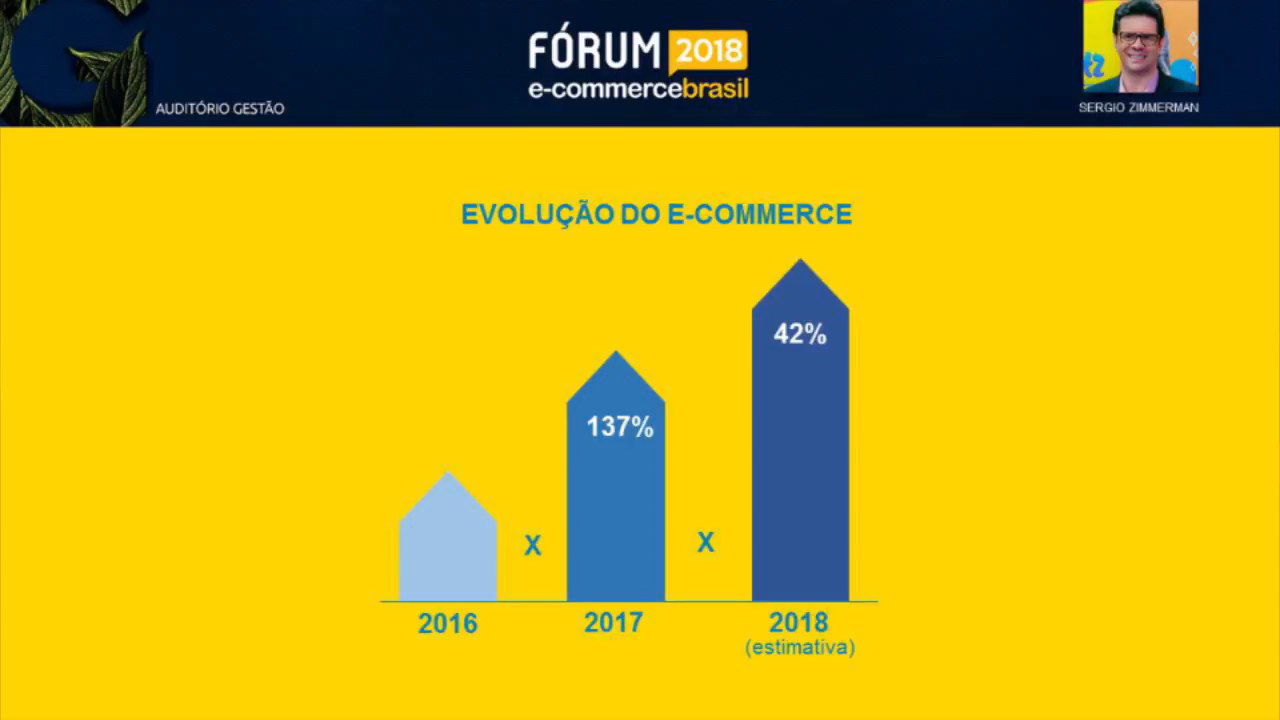 FÓRUM 2018
e-commercebrasil
AUDITÓRIO GESTÃO
SERGIO ZIMMERMAN
EVOLUÇÃO DO E-COMMERCE
42%
137%
X
X
2016
2017
2018
(estimativa)